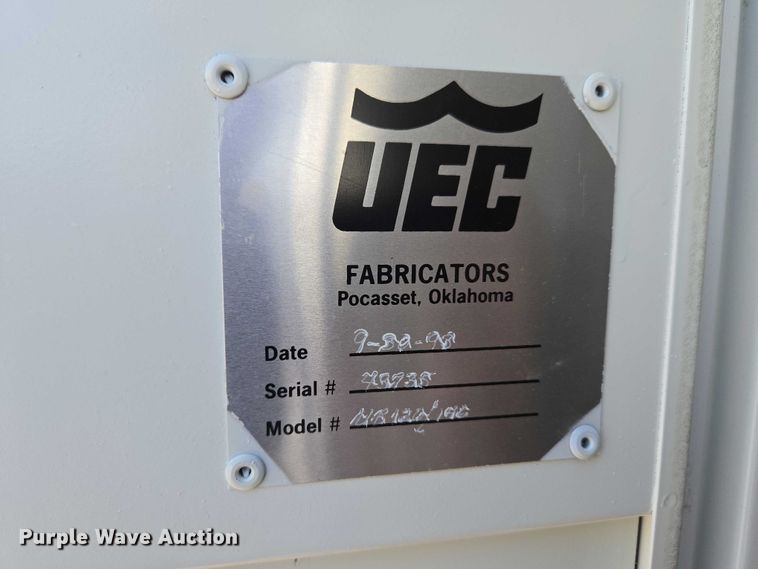 UEC
FABRICATORS
Pocasset, Oklahoma
Date
Serial #
Model #
Purple Wave Auction